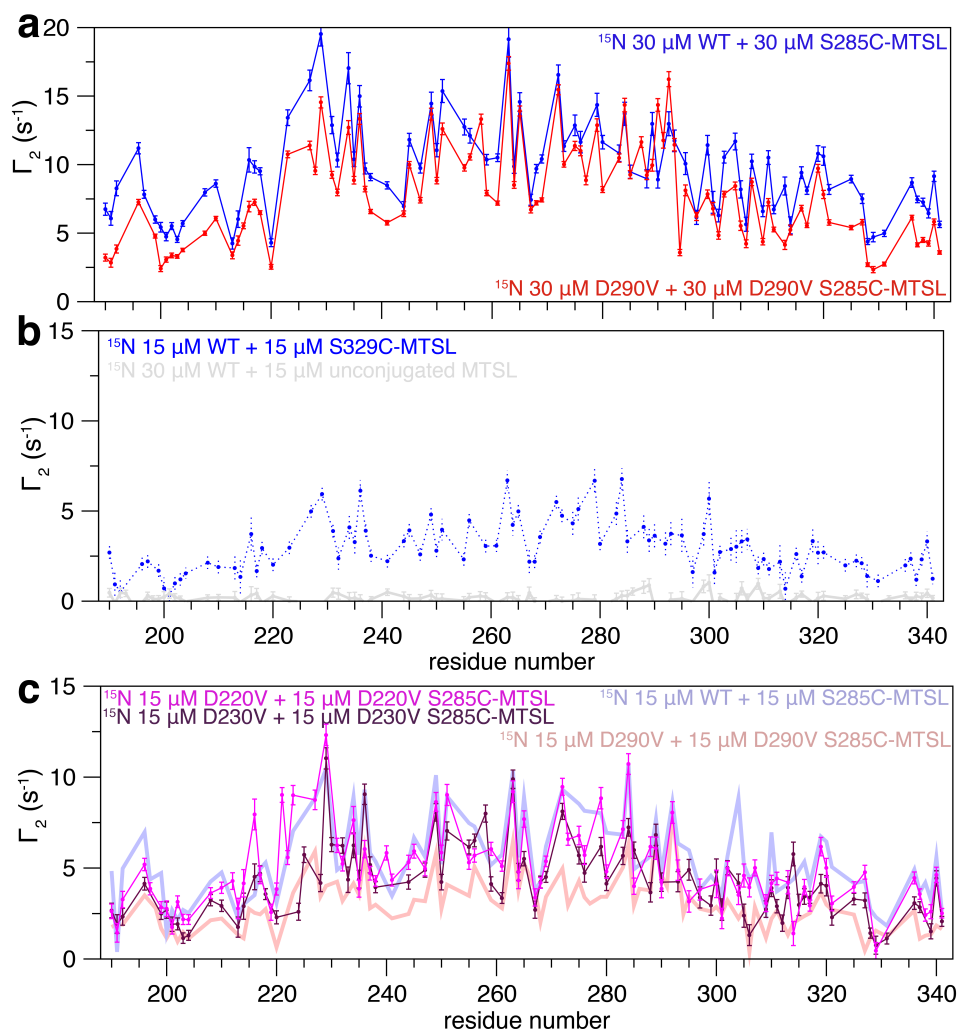 a
20
15
10
5
0
Γ₂ (s⁻¹)
¹⁵N 30 μM WT + 30 μM S285C-MTSL
¹⁵N 30 μM D290V + 30 μM D290V S285C-MTSL
b
15
10
5
0
Γ₂ (s⁻¹)
¹⁵N 15 μM WT + 15 μM S329C-MTSL
¹⁵N 30 μM WT + 15 μM unconjugated MTSL
200 220 240 260 280 300 320 340
residue number
c
15
10
5
0
Γ₂ (s⁻¹)
¹⁵N 15 μM D220V + 15 μM D220V S285C-MTSL
¹⁵N 15 μM WT + 15 μM S285C-MTSL
¹⁵N 15 μM D230V + 15 μM D230V S285C-MTSL
¹⁵N 15 μM D290V + 15 μM D290V S285C-MTSL
200 220 240 260 280 300 320 340
residue number